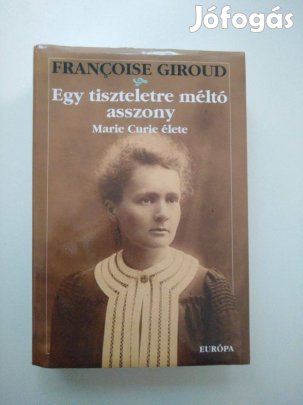 Jófogás
FRANÇOISE GIROUD
Egy tiszteletre méltó
asszony
Marie Curie élete
EURÓPA